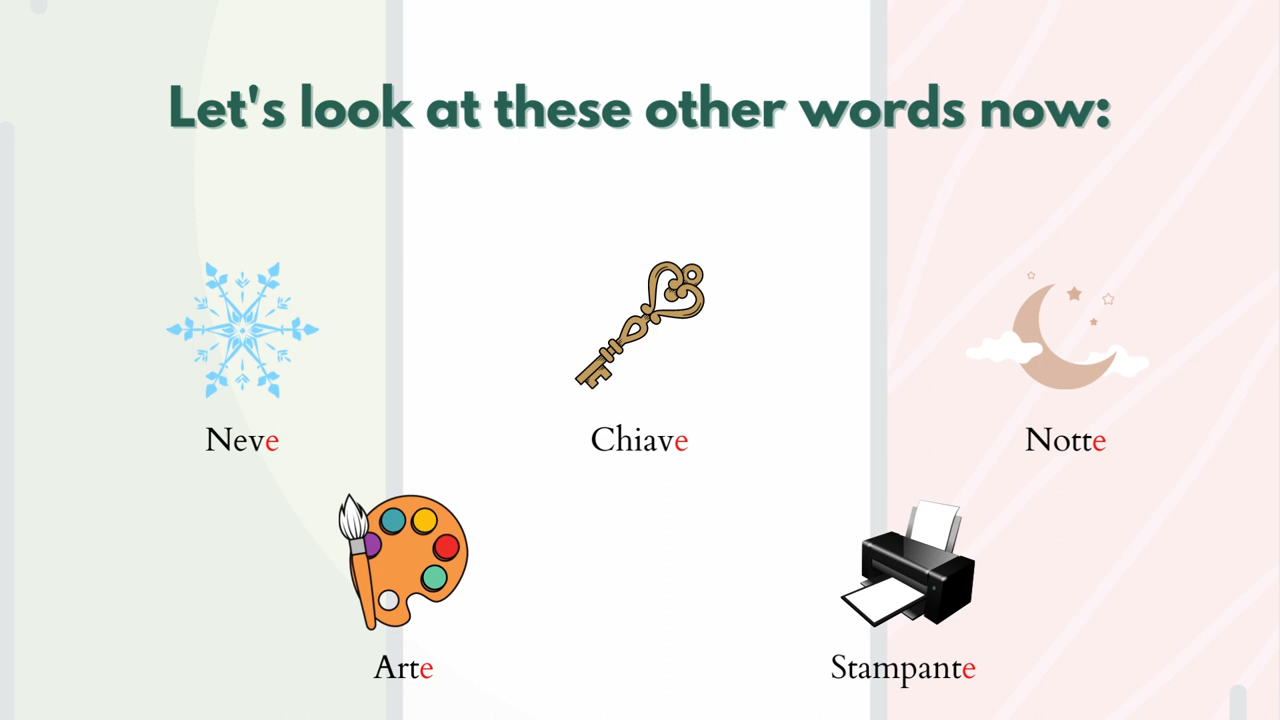 Let's look at these other words now:
Neve
Chiave
Notte
Arte
Stampante